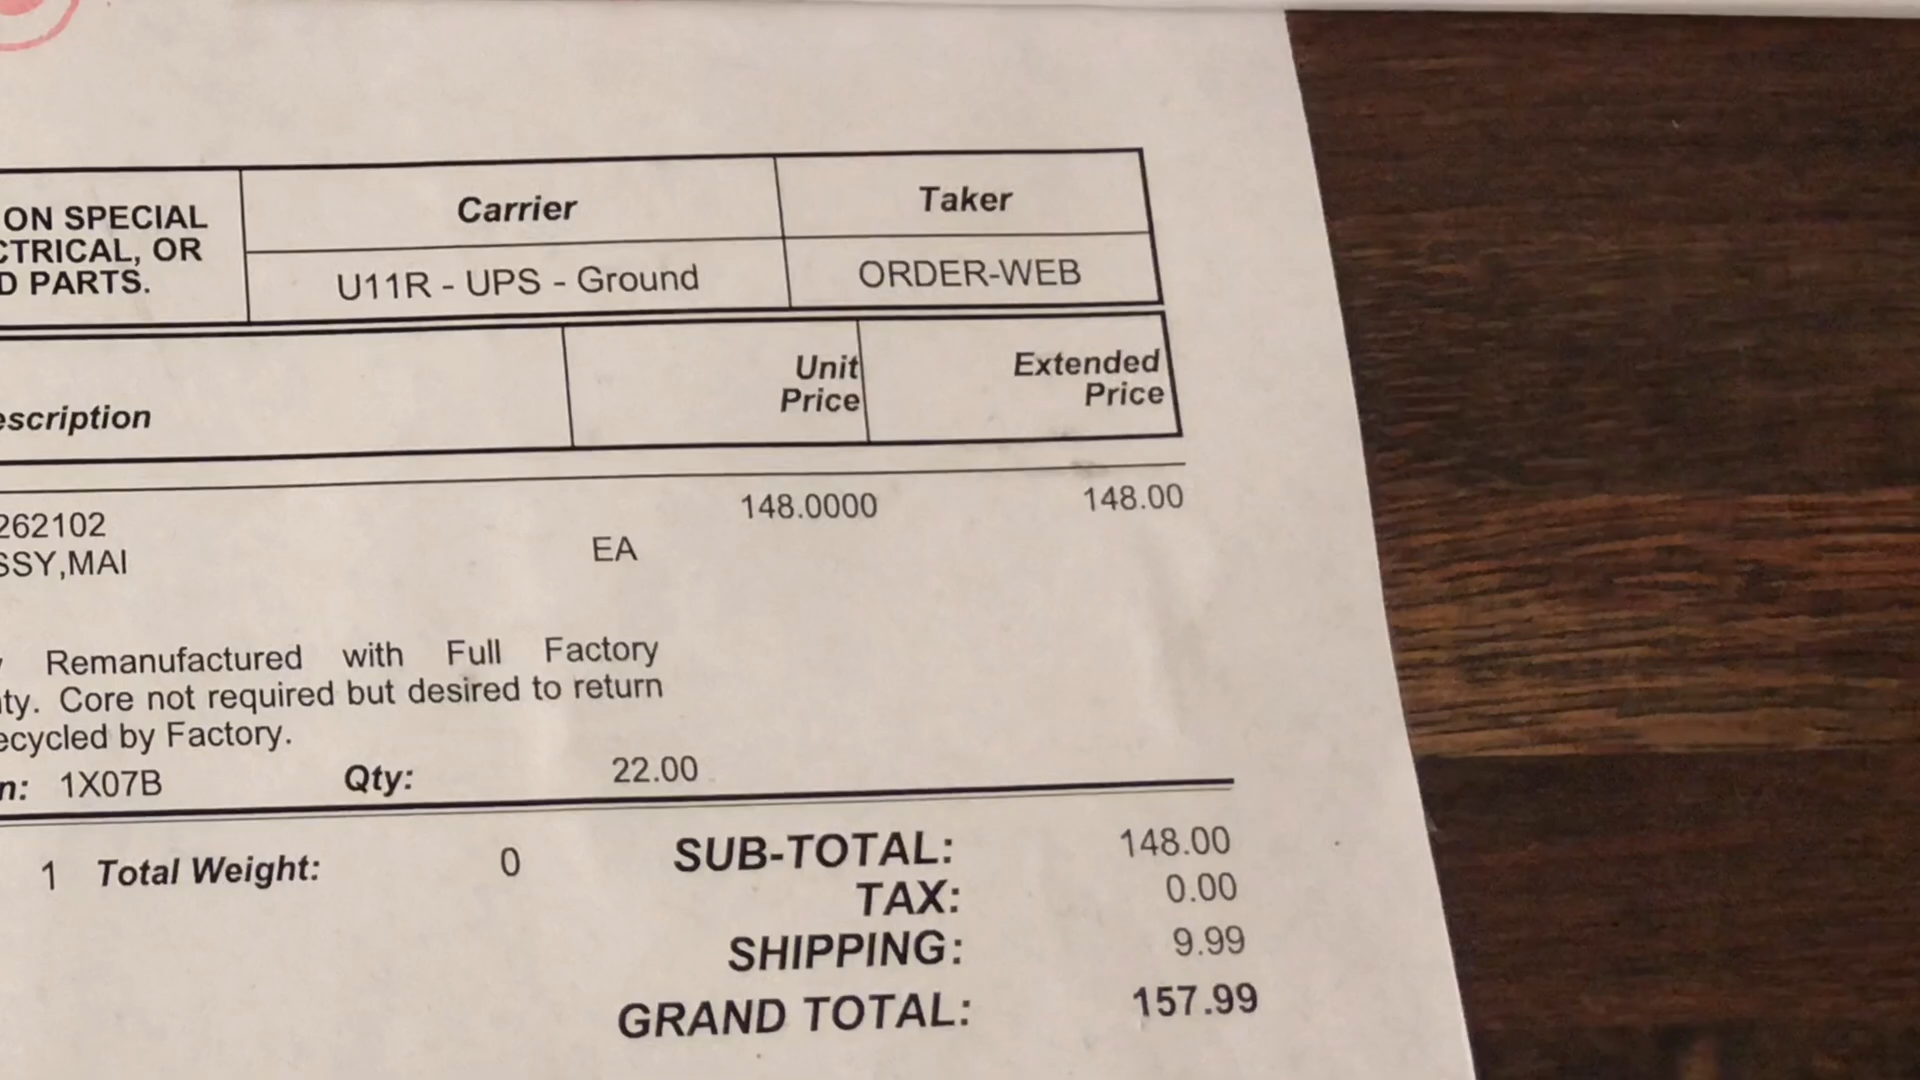 ON SPECIAL
CTRICAL, OR
D PARTS.
Carrier
Taker
U11R - UPS - Ground
ORDER-WEB
escription
Unit Price
Extended Price
262102
148.0000
148.00
SSY,MAI
EA
Remanufactured with Full Factory
ty. Core not required but desired to return
ecycled by Factory.
n: 1X07B Qty: 22.00
1 Total Weight: 0
SUB-TOTAL: 148.00
TAX: 0.00
SHIPPING: 9.99
GRAND TOTAL: 157.99